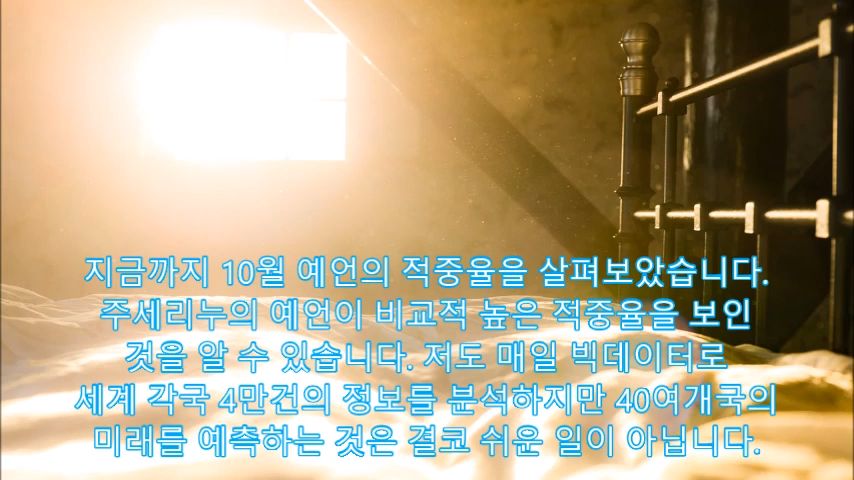 지금까지 10월 예언의 적중율을 살펴보았습니다.
주세리누의 예언이 비교적 높은 적중율을 보인
것을 알 수 있습니다. 저도 매일 빅데이터로
세계 각국 4만건의 정보를 분석하지만 40여개국의
미래를 예측하는 것은 결코 쉬운 일이 아닙니다.